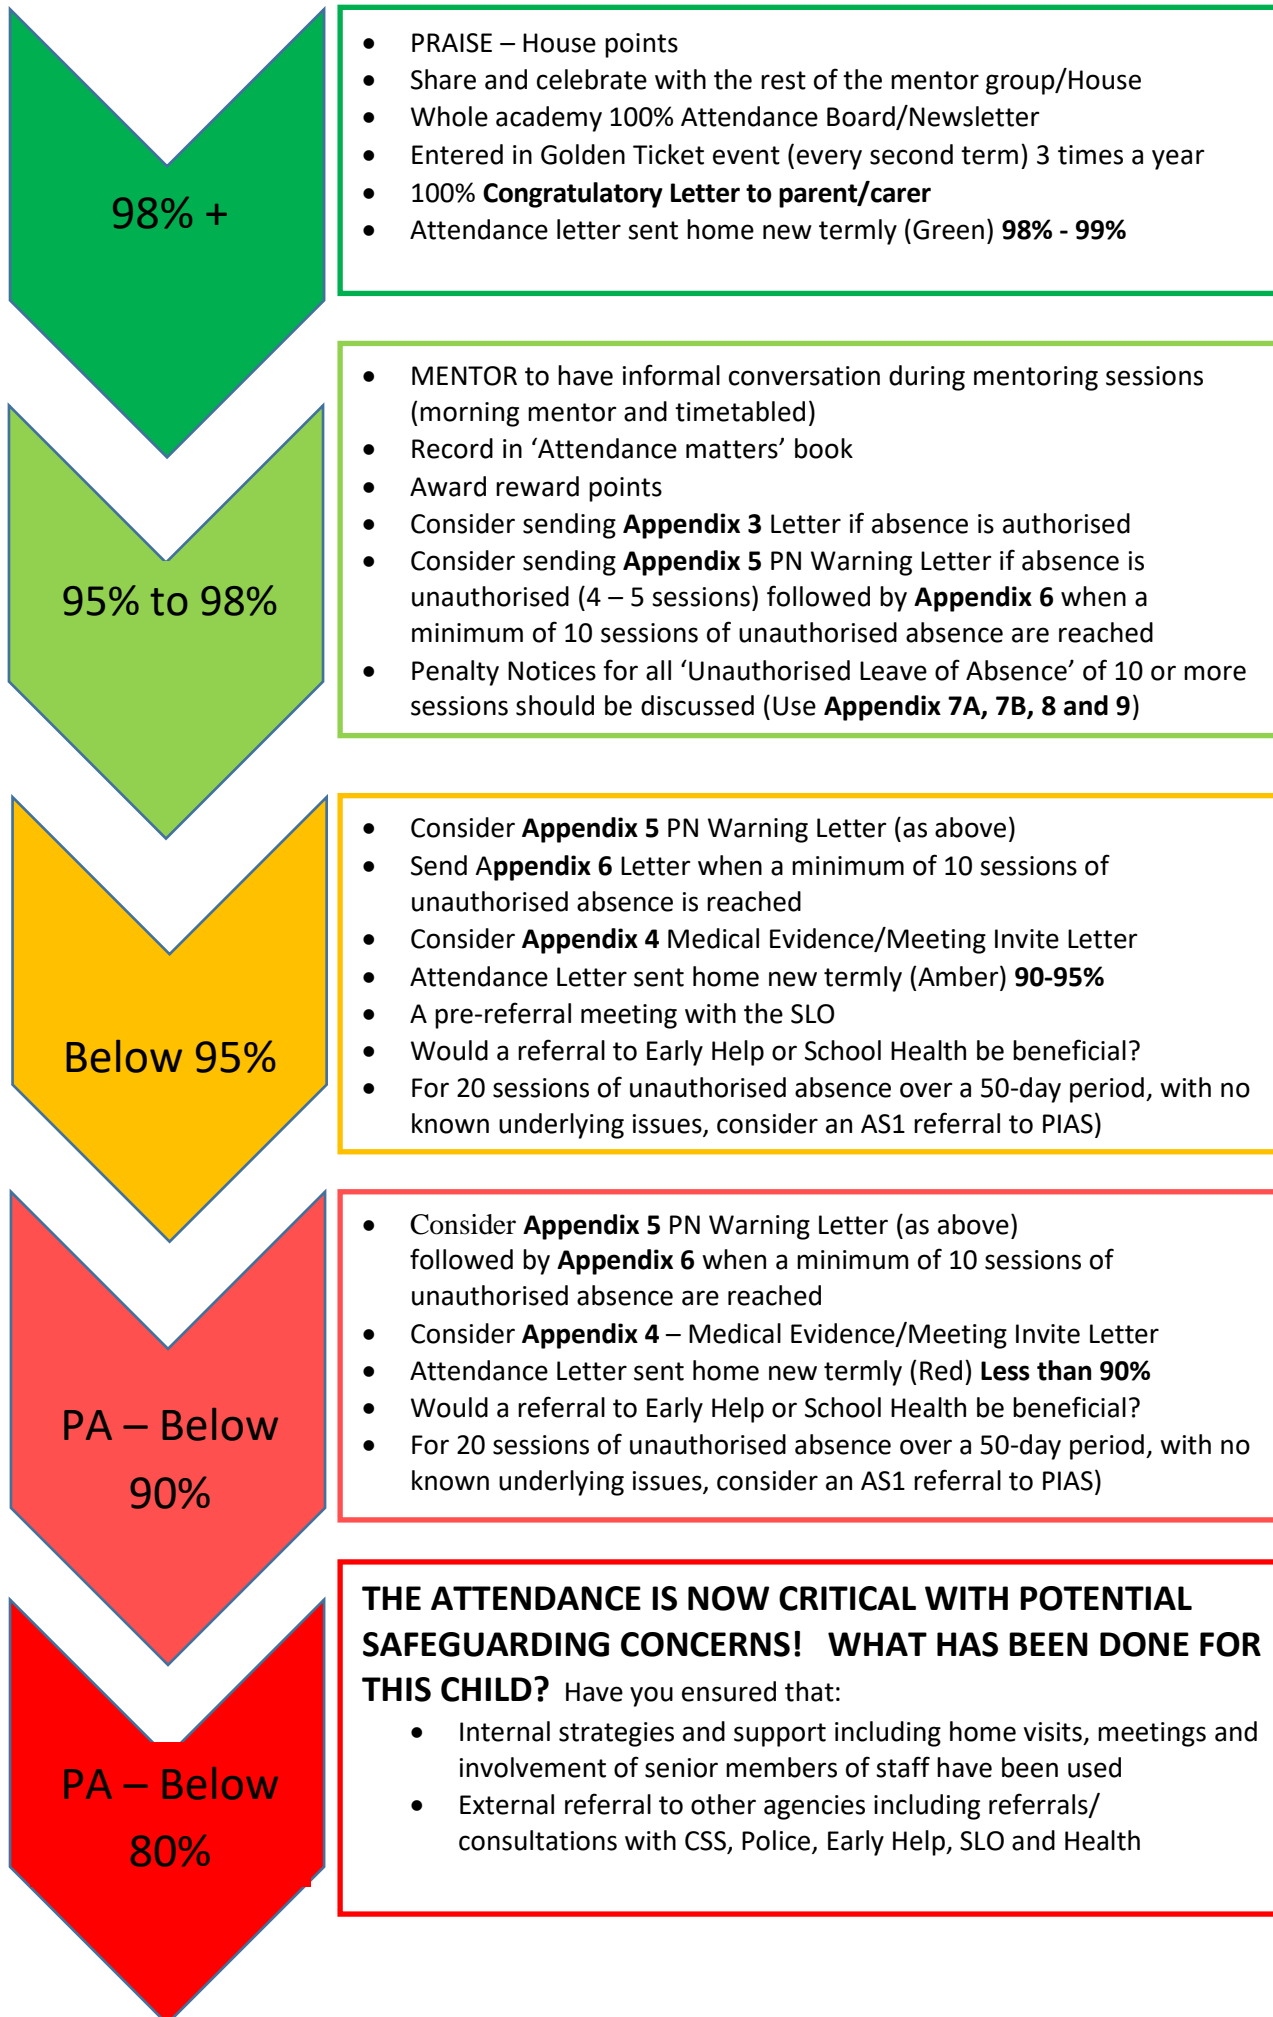 98% +
• PRAISE – House points
• Share and celebrate with the rest of the mentor group/House
• Whole academy 100% Attendance Board/Newsletter
• Entered in Golden Ticket event (every second term) 3 times a year
• 100% Congratulatory Letter to parent/carer
• Attendance letter sent home new termly (Green) 98% - 99%
95% to 98%
• MENTOR to have informal conversation during mentoring sessions
(morning mentor and timetabled)
• Record in ‘Attendance matters’ book
• Award reward points
• Consider sending Appendix 3 Letter if absence is authorised
• Consider sending Appendix 5 PN Warning Letter if absence is
unauthorised (4 – 5 sessions) followed by Appendix 6 when a
minimum of 10 sessions of unauthorised absence are reached
• Penalty Notices for all ‘Unauthorised Leave of Absence’ of 10 or more
sessions should be discussed (Use Appendix 7A, 7B, 8 and 9)
Below 95%
• Consider Appendix 5 PN Warning Letter (as above)
• Send Appendix 6 Letter when a minimum of 10 sessions of
unauthorised absence is reached
• Consider Appendix 4 Medical Evidence/Meeting Invite Letter
• Attendance Letter sent home new termly (Amber) 90-95%
• A pre-referral meeting with the SLO
• Would a referral to Early Help or School Health be beneficial?
• For 20 sessions of unauthorised absence over a 50-day period, with no
known underlying issues, consider an AS1 referral to PIAS)
PA – Below
90%
• Consider Appendix 5 PN Warning Letter (as above)
followed by Appendix 6 when a minimum of 10 sessions of
unauthorised absence are reached
• Consider Appendix 4 – Medical Evidence/Meeting Invite Letter
• Attendance Letter sent home new termly (Red) Less than 90%
• Would a referral to Early Help or School Health be beneficial?
• For 20 sessions of unauthorised absence over a 50-day period, with no
known underlying issues, consider an AS1 referral to PIAS)
PA – Below
80%
THE ATTENDANCE IS NOW CRITICAL WITH POTENTIAL
SAFEGUARDING CONCERNS! WHAT HAS BEEN DONE FOR
THIS CHILD? Have you ensured that:
• Internal strategies and support including home visits, meetings and
involvement of senior members of staff have been used
• External referral to other agencies including referrals/
consultations with CSS, Police, Early Help, SLO and Health